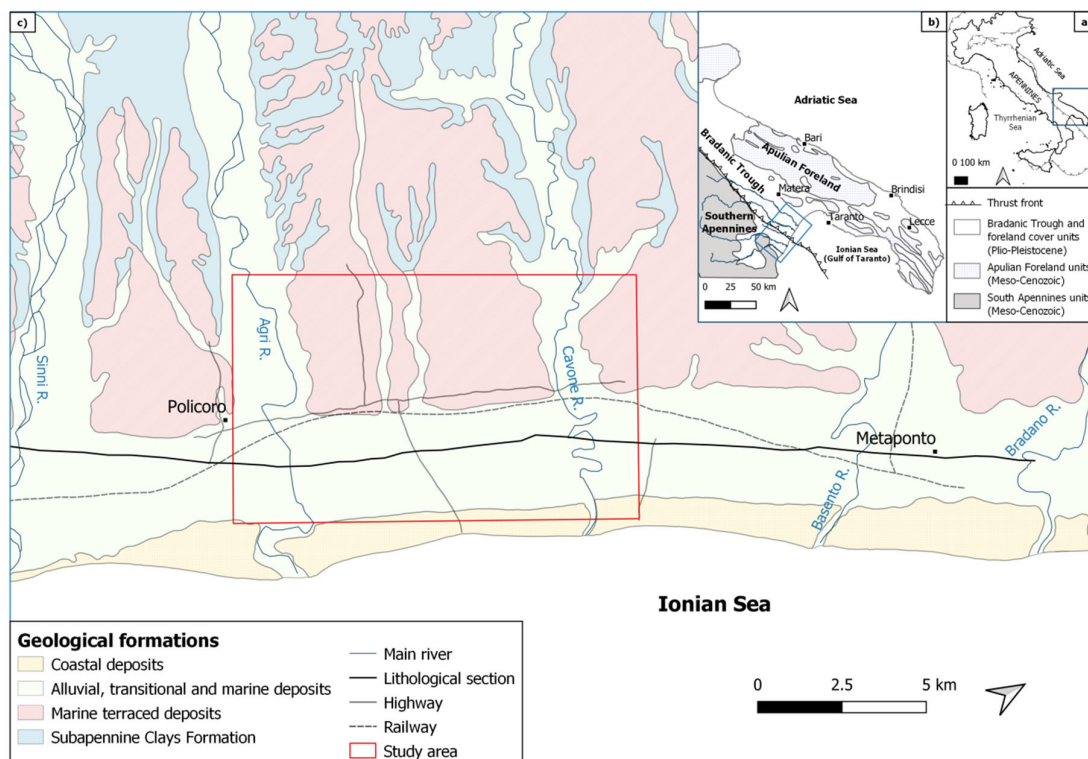 c)
b)
a
Adriatic Sea
APENNINES
Thyrrhenian
Sea
0 100 km
Adriatic Sea
Bari
Bradanic Trough
Apulian Foreland
Matera
Brindisi
Taranto
Lecce
Southern
Apennines
Ionian Sea
(Gulf of Taranto)
0 25 50 km
Thrust front
Bradanic Trough and
foreland cover units
(Plio-Pleistocene)
Apulian Foreland units
(Meso-Cenozoic)
South Apennines units
(Meso-Cenozoic)
Sinni R.
Agri R.
Cavone R.
Policoro
Metaponto
Basento R.
Bradano R.
Ionian Sea
Geological formations
Coastal deposits
Alluvial, transitional and marine deposits
Marine terraced deposits
Subapennine Clays Formation
Main river
Lithological section
Highway
Railway
Study area
0 2.5 5 km